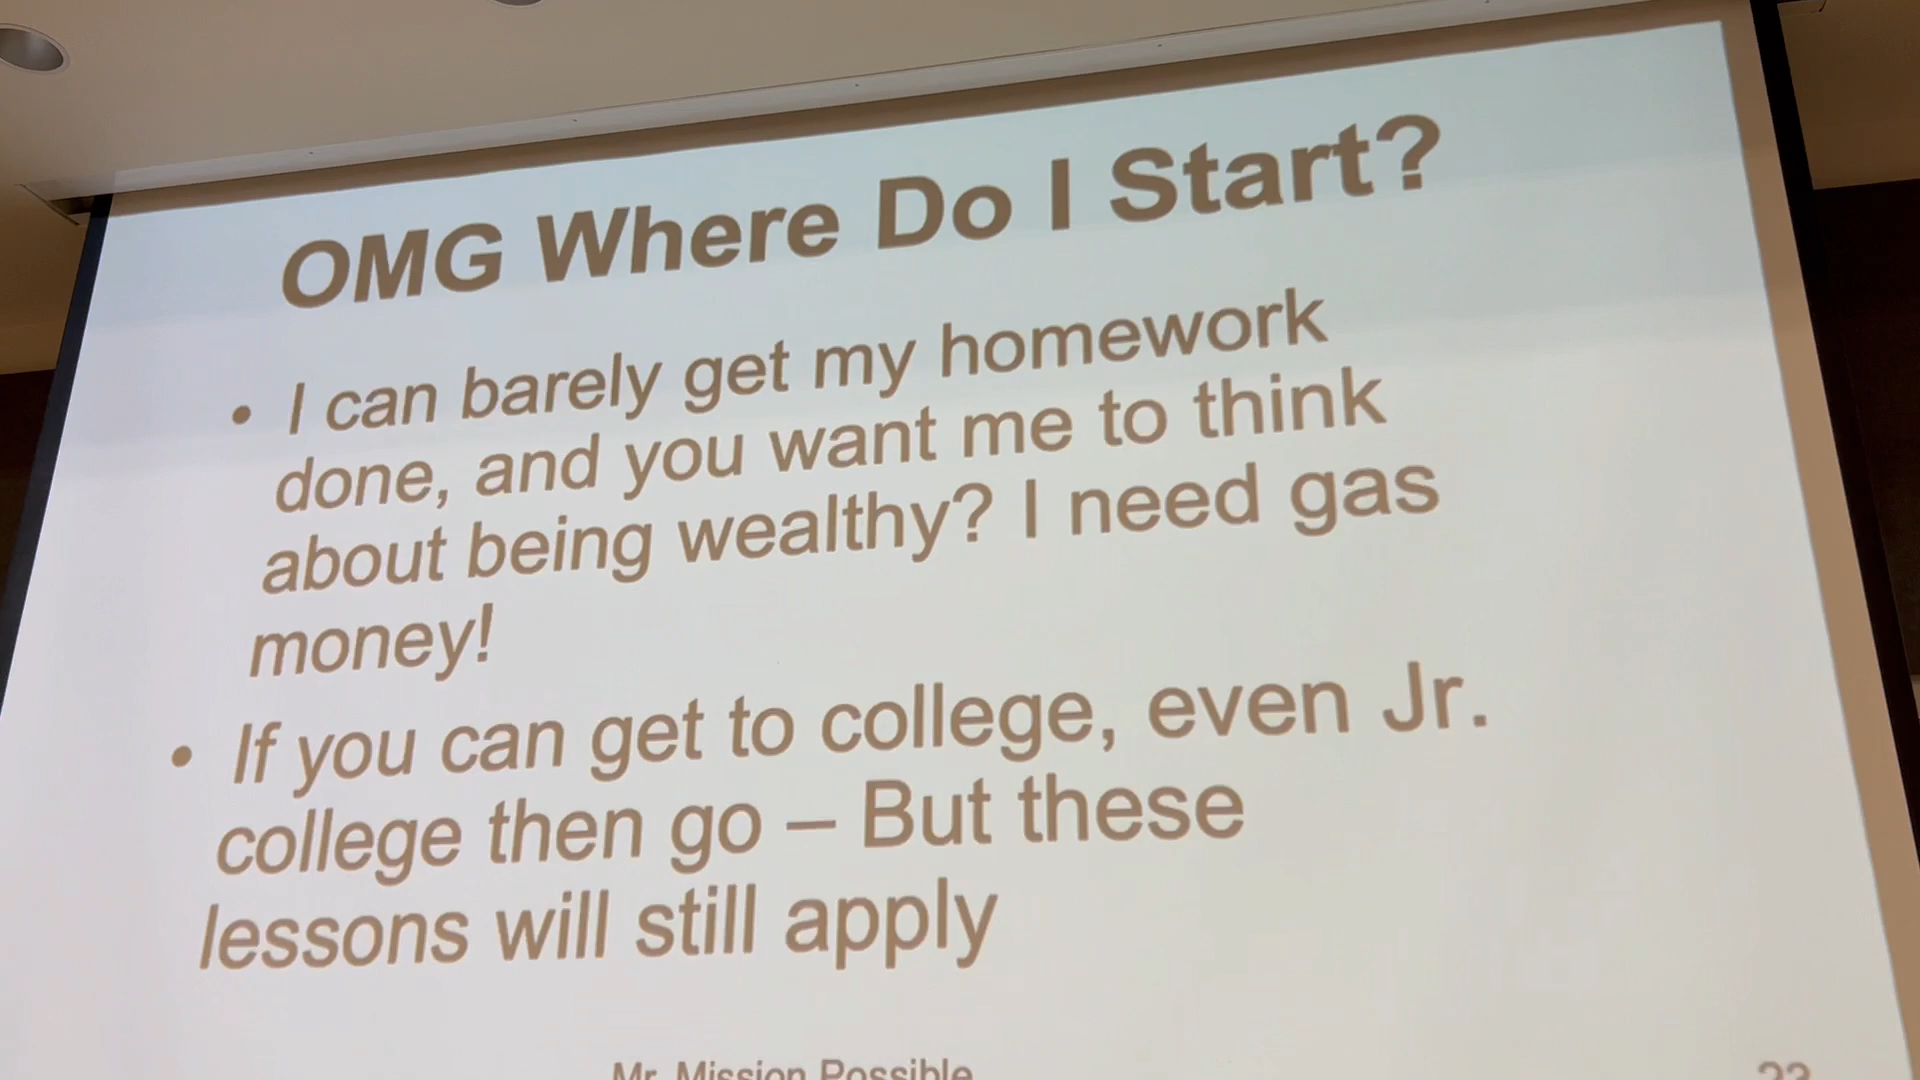 OMG Where Do I Start?
• I can barely get my homework
done, and you want me to think
about being wealthy? I need gas
money!
• If you can get to college, even Jr.
college then go – But these
lessons will still apply
Mr. Mission Possible